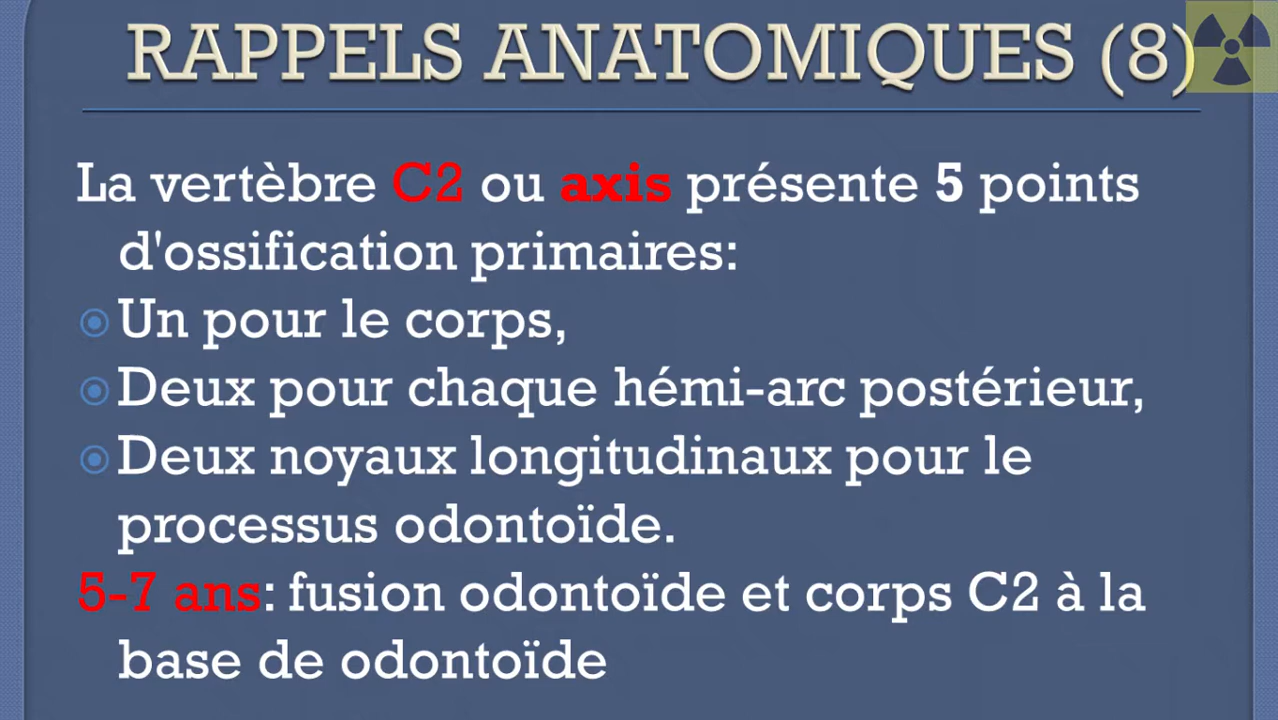 RAPPELS ANATOMIQUES (8)
La vertèbre C2 ou axis présente 5 points
d'ossification primaires:
Un pour le corps,
Deux pour chaque hémi-arc postérieur,
Deux noyaux longitudinaux pour le
processus odontoïde.
5-7 ans: fusion odontoïde et corps C2 à la
base de odontoïde